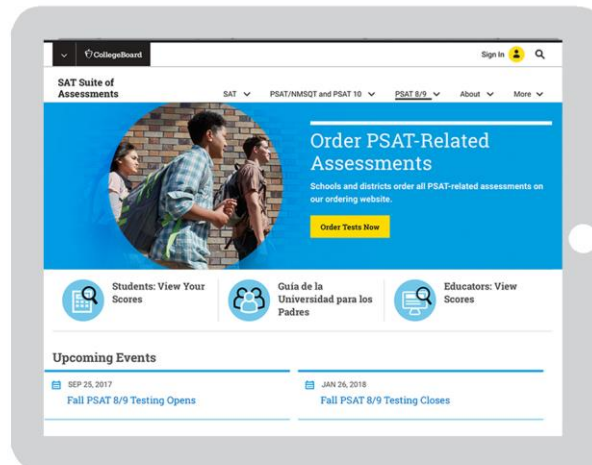 CollegeBoard
Sign In
SAT Suite of
Assessments
SAT
PSAT/NMSQT and PSAT 10
PSAT 8/9
About
More
Order PSAT-Related
Assessments
Schools and districts order all PSAT-related assessments on
our ordering website.
Order Tests Now
Students: View Your
Scores
Guía de la
Universidad para los
Padres
Educators: View
Scores
Upcoming Events
SEP 25, 2017
Fall PSAT 8/9 Testing Opens
JAN 26, 2018
Fall PSAT 8/9 Testing Closes